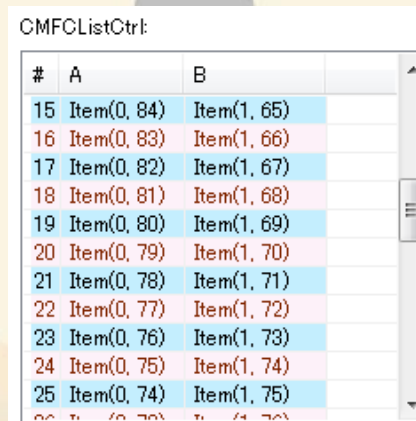 CMFCListCtrl:
# A B
15 Item(0, 84) Item(1, 65)
16 Item(0, 83) Item(1, 66)
17 Item(0, 82) Item(1, 67)
18 Item(0, 81) Item(1, 68)
19 Item(0, 80) Item(1, 69)
20 Item(0, 79) Item(1, 70)
21 Item(0, 78) Item(1, 71)
22 Item(0, 77) Item(1, 72)
23 Item(0, 76) Item(1, 73)
24 Item(0, 75) Item(1, 74)
25 Item(0, 74) Item(1, 75)